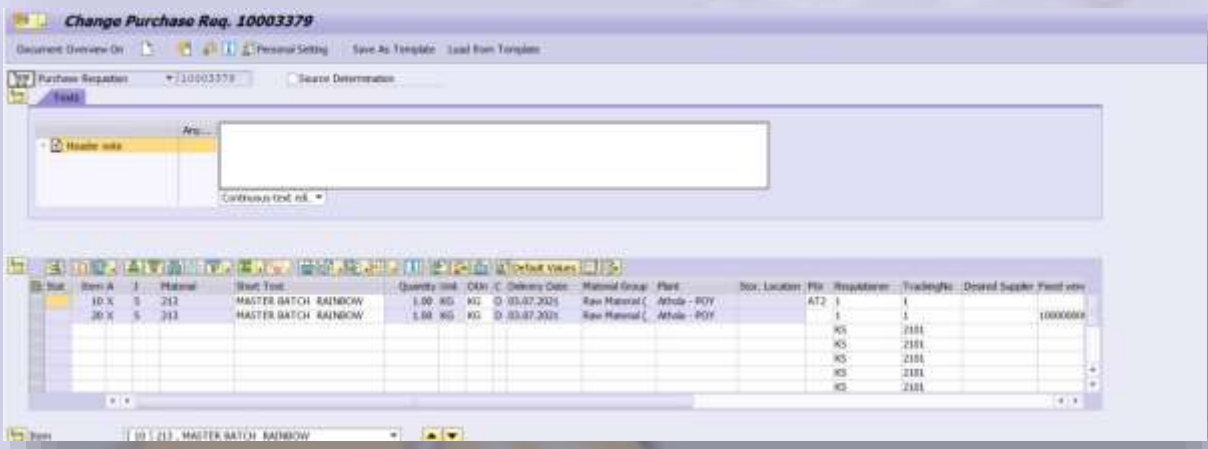 Change Purchase Req. 10003379
Document Overview On Personal Setting Save As Template Load from Template
Purchase Requisition 10003379 Source Determination
Texts
Any...
Header note
Continuous-text edi.
Default Values
Stat. Item A I Material Short Text Quantity Unit C Delivery Date Material Group Plant Stor. Location PGr Requisitioner TrackingNo Desired Supplier Fixed
10 X S 213 MASTER BATCH RAINBOW 1.00 KG KG D 03.07.2021 Raw Material ( Athola - POY AT2 1 1
20 X S 213 MASTER BATCH RAINBOW 1.00 KG KG D 03.07.2021 Raw Material ( Athola - POY 1 1
KS 2101
KS 2101
KS 2101
KS 2101
KS 2101
Item [ 10 ] 213 , MASTER BATCH RAINBOW